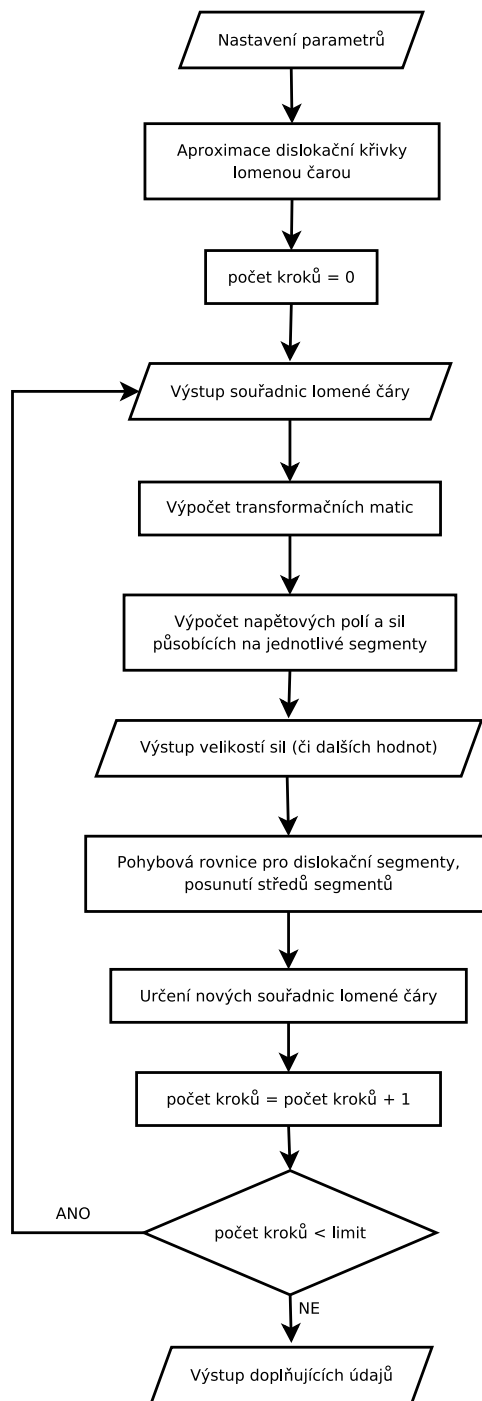 Nastavení parametrů
Aproximace dislokační křivky
lomenou čarou
počet kroků = 0
Výstup souřadnic lomené čáry
Výpočet transformačních matic
Výpočet napětových polí a sil
působících na jednotlivé segmenty
Výstup velikostí sil (či dalších hodnot)
Pohybová rovnice pro dislokační segmenty,
posunutí středů segmentů
Určení nových souřadnic lomené čáry
počet kroků = počet kroků + 1
ANO
počet kroků < limit
NE
Výstup doplňujících údajů